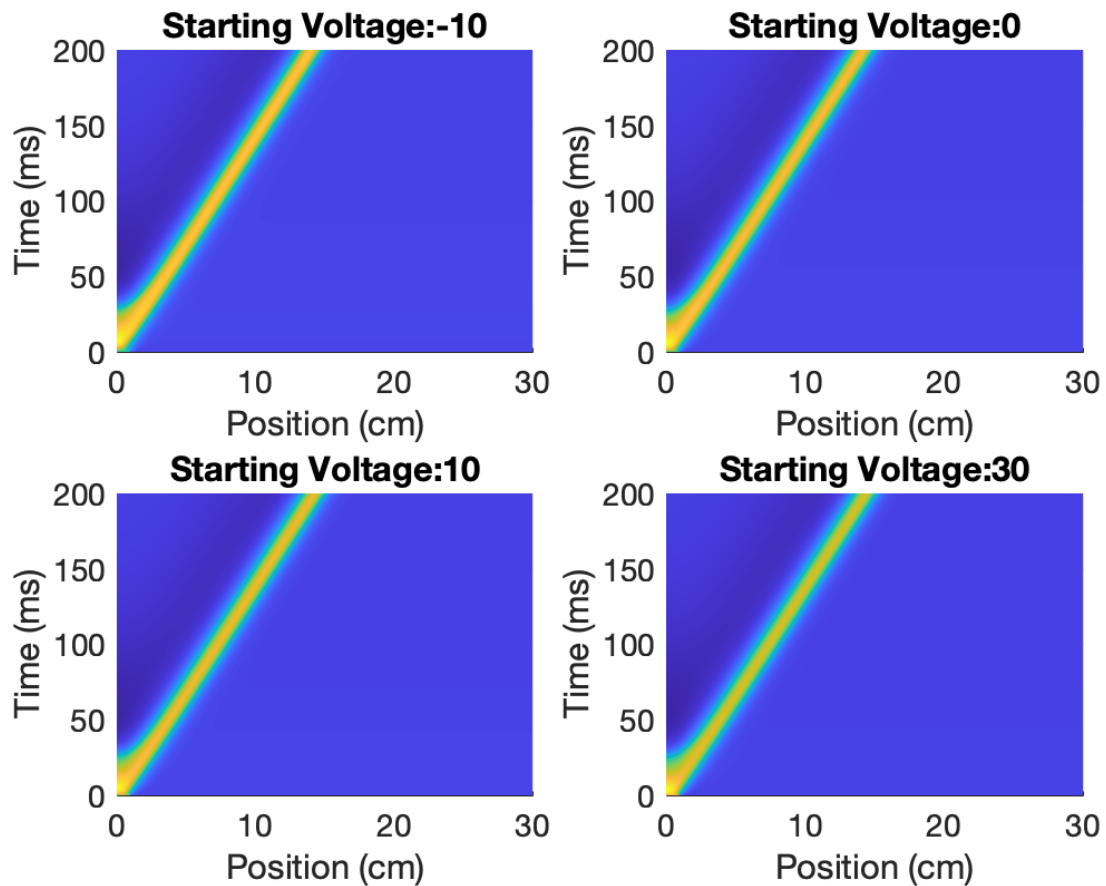 Starting Voltage:-10
200
150
100
50
0
Time (ms)
0 10 20 30
Position (cm)
Starting Voltage:0
200
150
100
50
0
Time (ms)
0 10 20 30
Position (cm)
Starting Voltage:10
200
150
100
50
0
Time (ms)
0 10 20 30
Position (cm)
Starting Voltage:30
200
150
100
50
0
Time (ms)
0 10 20 30
Position (cm)